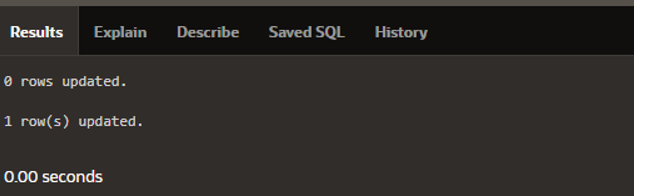 Results Explain Describe Saved SQL History
0 rows updated.
1 row(s) updated.
0.00 seconds